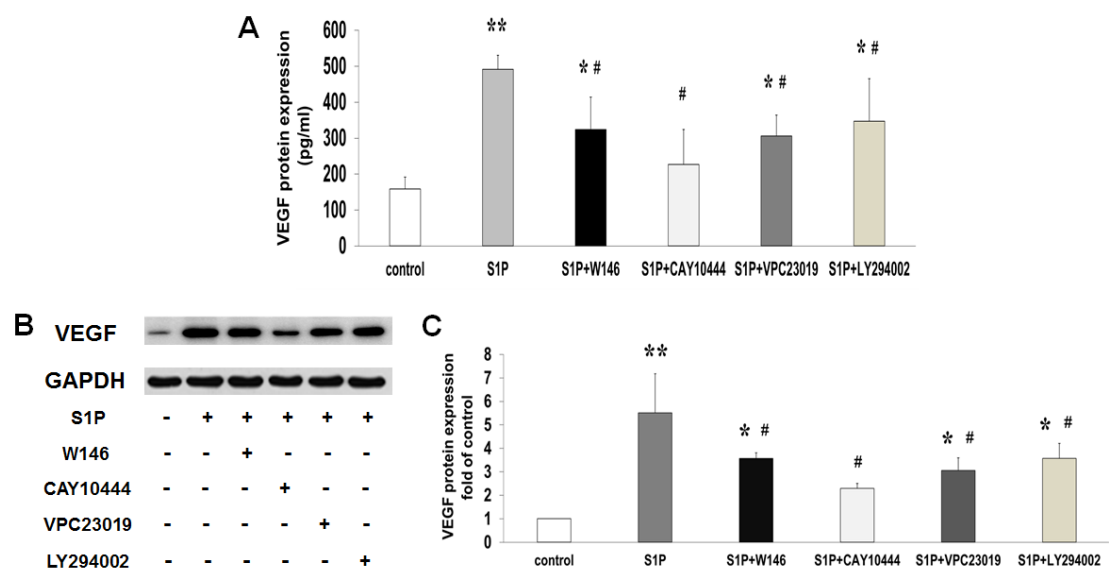 A
VEGF protein expression
(pg/ml)
600
500
400
300
200
100
0
**
* #
#
* #
* #
control
S1P
S1P+W146
S1P+CAY10444
S1P+VPC23019
S1P+LY294002
B
VEGF
GAPDH
S1P - + + + + +
W146 - - + - - -
CAY10444 - - - + - -
VPC23019 - - - - + -
LY294002 - - - - - +
C
VEGF protein expression
fold of control
8
7
6
5
4
3
2
1
0
**
* #
#
* #
* #
control
S1P
S1P+W146
S1P+CAY10444
S1P+VPC23019
S1P+LY294002